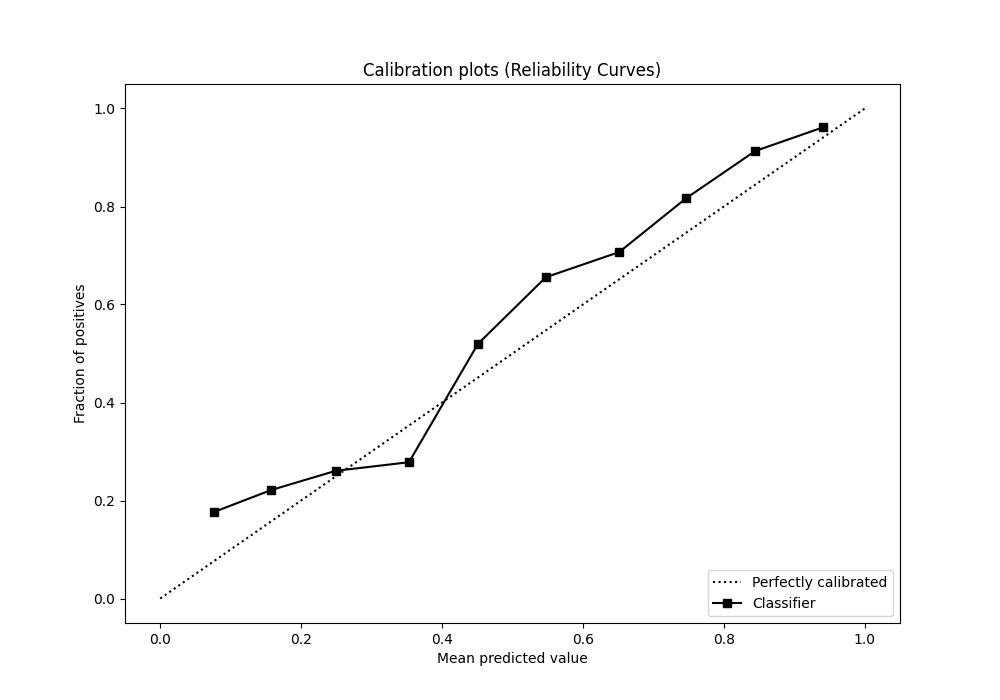 Calibration plots (Reliability Curves)
1.0
0.8
0.6
0.4
0.2
0.0
Fraction of positives
0.0 0.2 0.4 0.6 0.8 1.0
Mean predicted value
Perfectly calibrated
Classifier